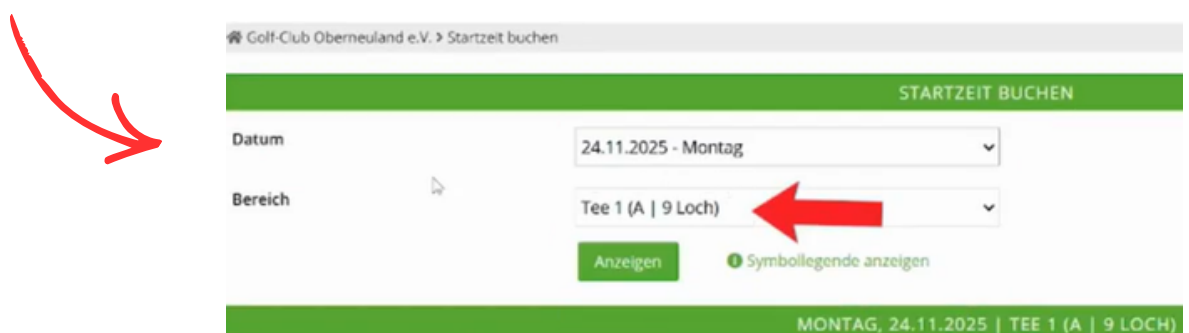 Golf-Club Oberneuland e.V. > Startzeit buchen
STARTZEIT BUCHEN
Datum
24.11.2025 - Montag
Bereich
Tee 1 (A | 9 Loch)
Anzeigen
Symbollegende anzeigen
MONTAG, 24.11.2025 | TEE 1 (A | 9 LOCH)